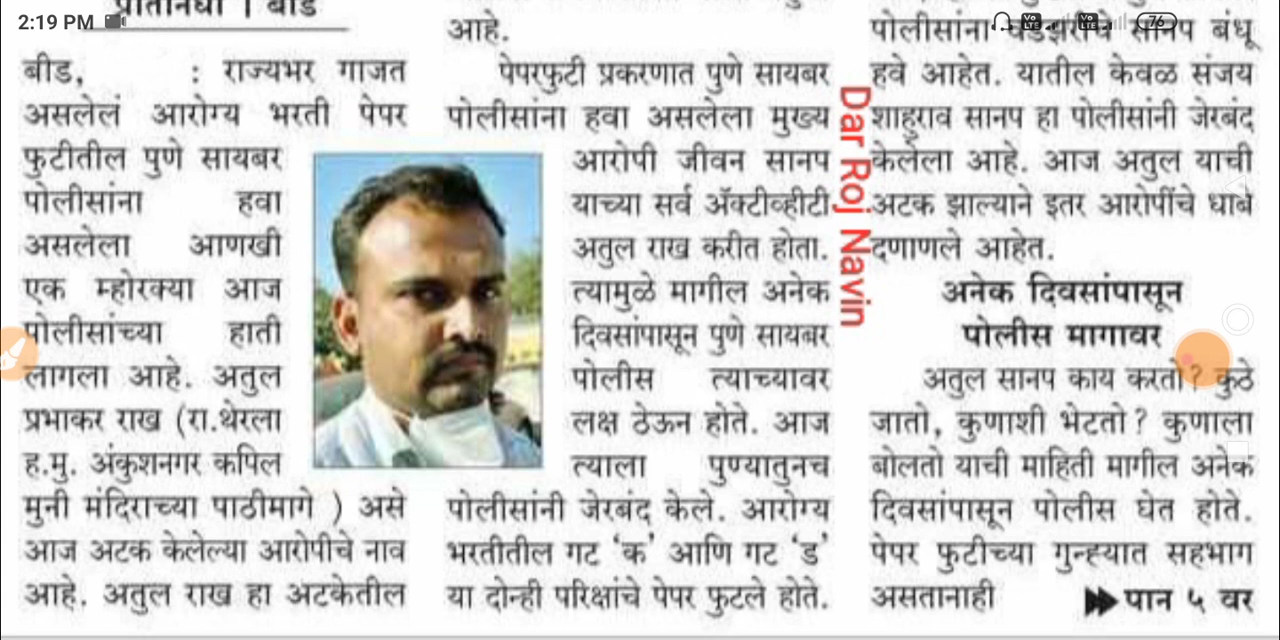 2:19 PM
76
प्रतिनिधी | बीड
बीड, : राज्यभर गाजत
असलेलं आरोग्य भरती पेपर
फुटीतील पुणे सायबर
पोलीसांना हवा
असलेला आणखी
एक म्होरक्या आज
पोलीसांच्या हाती
लागला आहे. अतुल
प्रभाकर राख (रा.थेरला
ह.मु. अंकुशनगर कपिल
मुनी मंदिराच्या पाठीमागे ) असे
आज अटक केलेल्या आरोपीचे नाव
आहे. अतुल राख हा अटकेतील
आहे.
पेपरफुटी प्रकरणात पुणे सायबर
पोलीसांना हवा असलेला मुख्य
आरोपी जीवन सानप
याच्या सर्व ॲक्टीव्हीटी
अतुल राख करीत होता.
त्यामुळे मागील अनेक
दिवसांपासून पुणे सायबर
पोलीस त्याच्यावर
लक्ष ठेऊन होते. आज
त्याला पुण्यातुनच
पोलीसांनी जेरबंद केले. आरोग्य
भरतीतील गट ‘क’ आणि गट ‘ड’
या दोन्ही परिक्षांचे पेपर फुटले होते.
Dar Roj Navin
पोलीसांना वडझरीचे सानप बंधू
हवे आहेत. यातील केवळ संजय
शाहुराव सानप हा पोलीसांनी जेरबंद
केलेला आहे. आज अतुल याची
अटक झाल्याने इतर आरोपींचे धाबे
दणाणले आहेत.
अनेक दिवसांपासून
पोलीस मागावर
अतुल सानप काय करतो? कुठे
जातो, कुणाशी भेटतो? कुणाला
बोलतो याची माहिती मागील अनेक
दिवसांपासून पोलीस घेत होते.
पेपर फुटीच्या गुन्ह्यात सहभाग
असतानाही
पान ५ वर